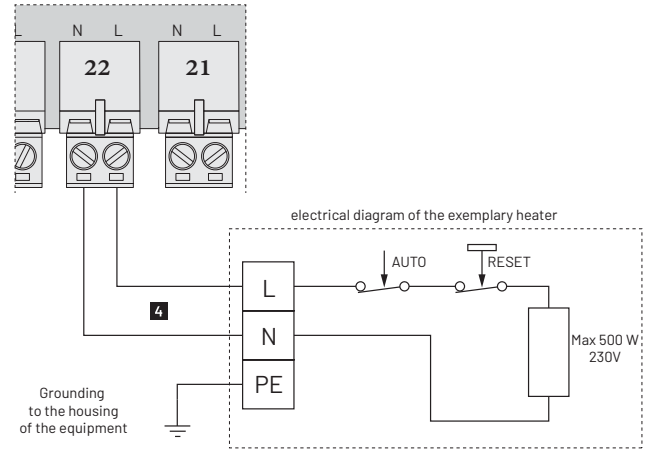 L N L N L
22 21
electrical diagram of the exemplary heater
AUTO RESET
L
4
N
Max 500 W
230V
PE
Grounding
to the housing
of the equipment